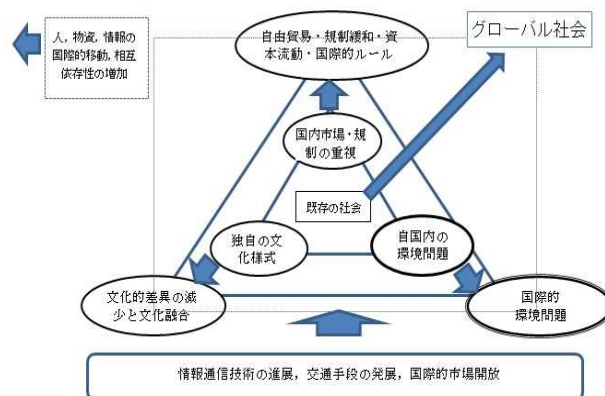 人，物資，情報の
国際的移動，相互
依存性の増加
自由貿易・規制緩和・資
本流動・国際的ルール
グローバル社会
国内市場・規
制の重視
既存の社会
独自の文
化様式
自国内の
環境問題
文化的差異の減
少と文化融合
国際的
環境問題
情報通信技術の進展，交通手段の発展，国際的市場開放